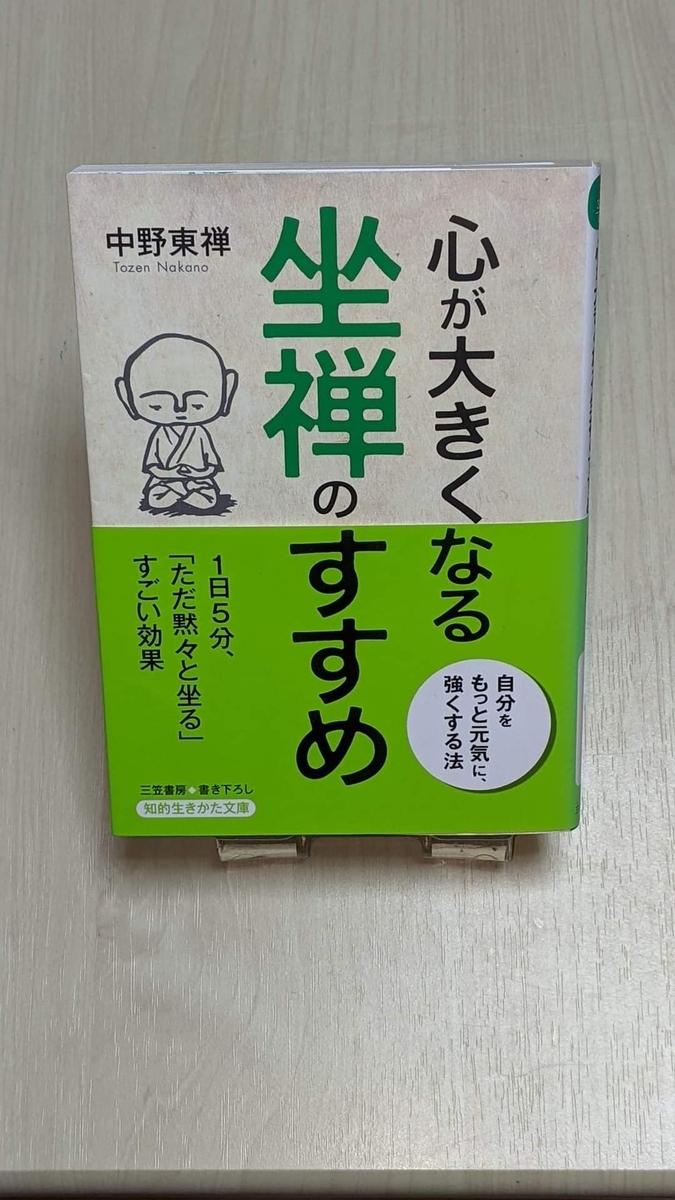 心が大きくなる
坐禅のすすめ
中野東禅
Tozen Nakano
自分を
もっと元気に、
強くする法
1日5分、
「ただ黙々と坐る」
すごい効果
三笠書房◆書き下ろし
知的生きかた文庫